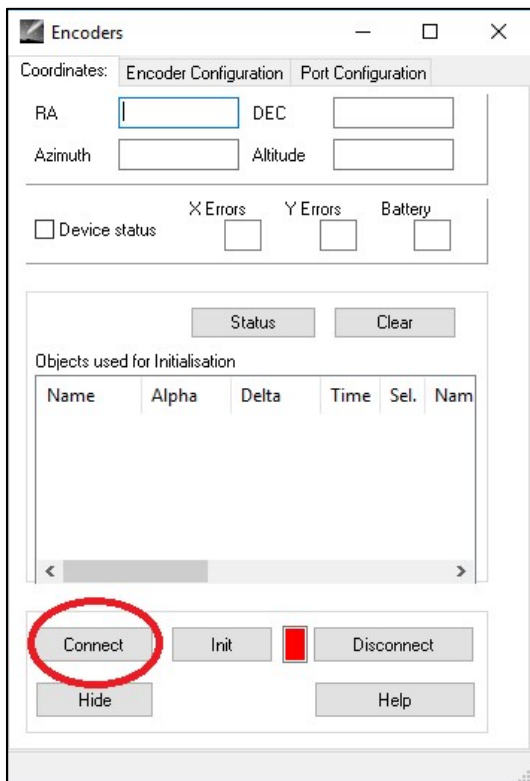 Encoders
Coordinates: Encoder Configuration Port Configuration
RA DEC
Azimuth Altitude
X Errors Y Errors Battery
Device status
Status Clear
Objects used for Initialisation
Name Alpha Delta Time Sel. Nam
Connect Init Disconnect
Hide Help